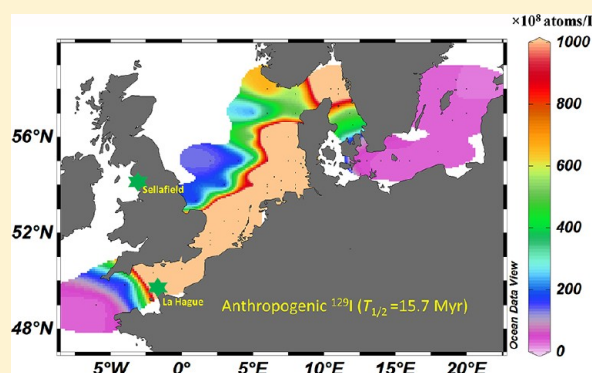 ×10⁸ atoms/L
1000
800
600
400
200
0
56°N
52°N
48°N
5°W 0° 5°E 10°E 15°E 20°E
Sellafield
La Hague
Anthropogenic ¹²⁹I (T₁/₂ =15.7 Myr)
Ocean Data View